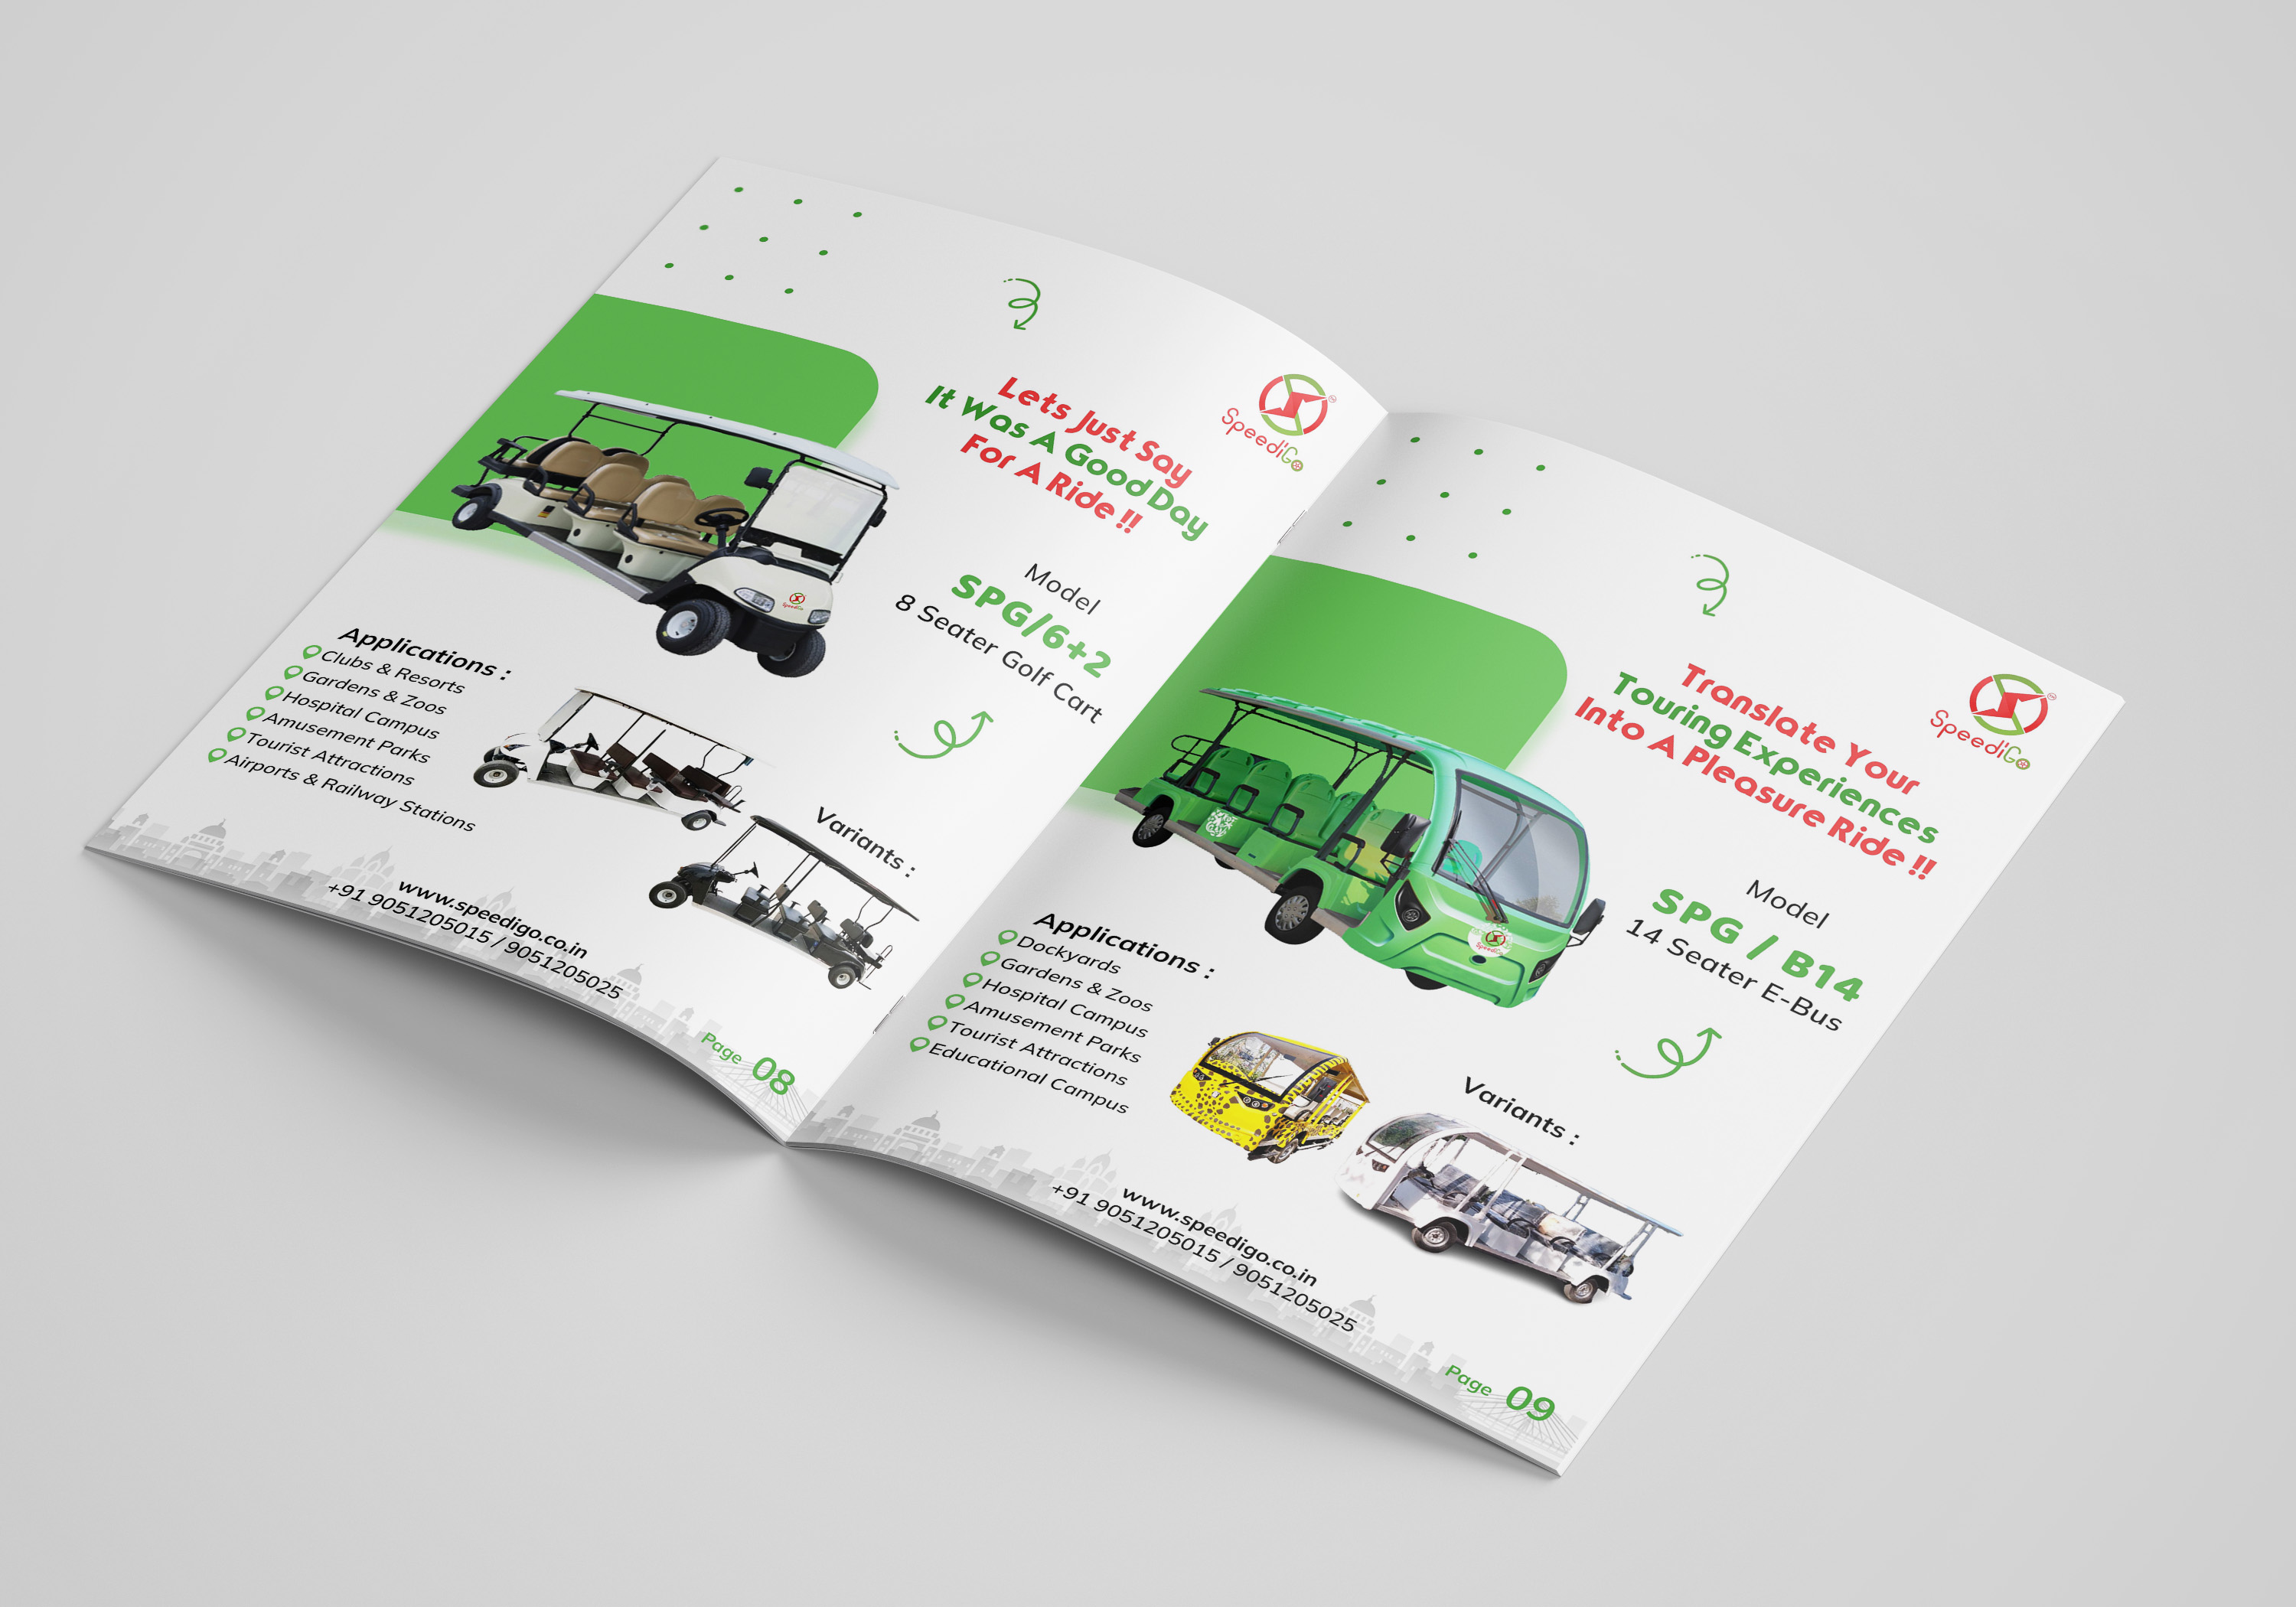 Lets Just Say
It Was A Good Day
For A Ride !!
SpeediGo
Model
SPG/6+2
8 Seater Golf Cart
SpeediGo
Applications :
Clubs & Resorts
Gardens & Zoos
Hospital Campus
Amusement Parks
Tourist Attractions
Airports & Railway Stations
Variants :
www.speedigo.co.in
+91 9051205015 / 9051205025
Page 08
Translate Your
Touring Experiences
Into A Pleasure Ride !!
SpeediGo
Model
SPG / B14
14 Seater E-Bus
SpeediGo
Applications :
Dockyards
Gardens & Zoos
Hospital Campus
Amusement Parks
Tourist Attractions
Educational Campus
Variants :
www.speedigo.co.in
+91 9051205015 / 9051205025
Page 09